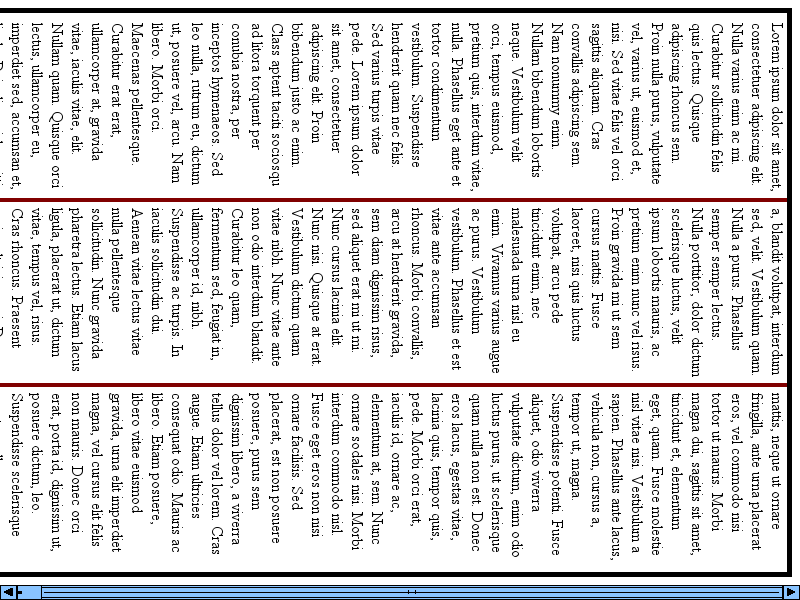 Lorem ipsum dolor sit amet,
consectetuer adipiscing elit.
Nulla varius enim ac mi.
Curabitur sollicitudin felis
quis lectus. Quisque
adipiscing rhoncus sem.
Proin nulla purus, vulputate
vel, varius ut, euismod et,
nisi. Sed vitae felis vel orci
sagittis aliquam. Cras
convallis adipiscing sem.
Nam nonummy enim.
Nullam bibendum lobortis
neque. Vestibulum velit
orci, tempus euismod,
pretium quis, interdum vitae,
nulla. Phasellus eget ante et
tortor condimentum
vestibulum. Suspendisse
hendrerit quam nec felis.
Sed varius turpis vitae
pede. Lorem ipsum dolor
sit amet, consectetuer
adipiscing elit. Proin
bibendum justo ac enim.
Class aptent taciti sociosqu
ad litora torquent per
conubia nostra, per
inceptos hymenaeos. Sed
leo nulla, rutrum eu, dictum
ut, posuere vel, arcu. Nam
libero. Morbi orci.
Maecenas pellentesque.
Curabitur erat erat,
ullamcorper at, gravida
vitae, iaculis vitae, elit.
Nullam quam. Quisque orci
lectus, ullamcorper eu,
imperdiet sed, accumsan et,
a, blandit volutpat, interdum
sed, velit. Vestibulum quam.
Nulla a purus. Phasellus
semper semper lectus.
Nulla porttitor, dolor dictum
scelerisque luctus, velit
ipsum lobortis mauris, ac
pretium enim nunc vel risus.
Proin gravida mi ut sem
cursus mattis. Fusce
laoreet, nisi quis luctus
volutpat, arcu pede
tincidunt enim, nec
malesuada urna nisl eu
enim. Vivamus varius augue
ac purus. Vestibulum
vestibulum. Phasellus et est
vitae ante accumsan
rhoncus. Morbi convallis,
arcu at hendrerit gravida,
sem diam dignissim risus,
sed aliquet erat mi ut mi.
Nunc cursus lacinia elit.
Nunc nisi. Quisque at erat.
Vestibulum dictum, quam
vitae nibh. Nunc vitae ante
non odio interdum blandit.
Curabitur leo quam,
fermentum sed, feugiat in,
ullamcorper id, nibh.
Suspendisse ac turpis. In
iaculis sollicitudin dui.
Aenean vitae lectus vitae
nulla pellentesque
sollicitudin. Nunc gravida
pharetra lectus. Etiam lacus
ligula, placerat ut, dictum
vitae, tempus vel, risus.
Cras rhoncus. Praesent
mattis, neque ut ornare
fringilla, ante urna placerat
eros, vel commodo nisi
tortor ut mauris. Morbi
magna dui, sagittis sit amet,
tincidunt et, elementum
eget, quam. Fusce molestie
nisl vitae nisi. Vestibulum a
sapien. Phasellus ante lacus,
vehicula non, cursus a,
tempor ut, magna.
Suspendisse potenti. Fusce
aliquet, odio viverra
vulputate dictum, enim odio
luctus purus, ut scelerisque
quam nulla non est. Donec
eros lacus, egestas vitae,
lacinia quis, tempor quis,
pede. Morbi orci erat,
iaculis id, ornare ac,
elementum at, sem. Nunc
ornare sodales nisi. Morbi
interdum commodo nisl.
Fusce eget eros non nisi
ornare facilisis. Sed
placerat, est non posuere
posuere, purus sem
dignissim libero, a viverra
tellus dolor vel lorem. Cras
augue. Etiam ultricies
consequat odio. Mauris ac
libero. Etiam posuere,
libero vitae euismod
gravida, urna elit imperdiet
magna, vel cursus elit felis
non mauris. Donec orci
erat, porta id, dignissim ut,
posuere dictum, leo.
Suspendisse scelerisque